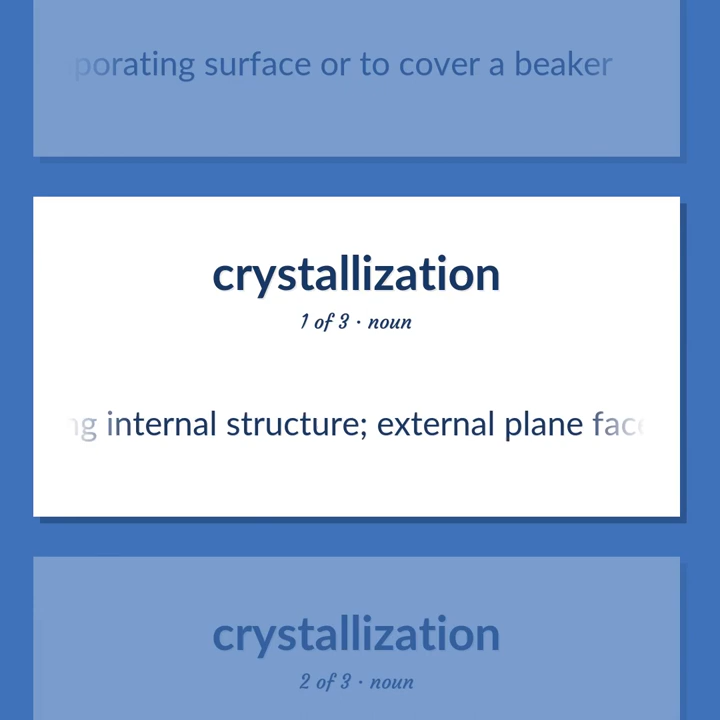 surface or to cover a beaker
crystallization
1 of 3 · noun
internal structure; external plane
crystallization
2 of 3 · noun